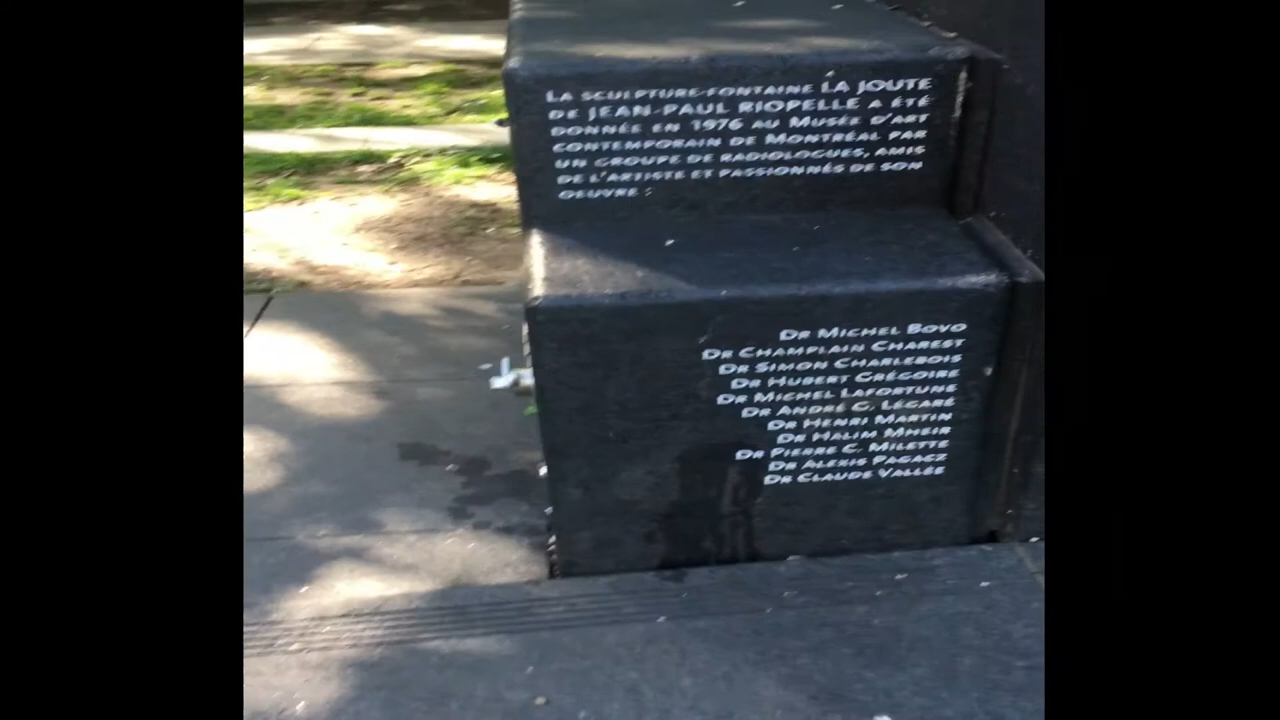 LA SCULPTURE-FONTAINE LA JOUTE
DE JEAN-PAUL RIOPELLE A ÉTÉ
DONNÉE EN 1976 AU MUSÉE D'ART
CONTEMPORAIN DE MONTRÉAL PAR
UN GROUPE DE RADIOLOGUES, AMIS
DE L'ARTISTE ET PASSIONNÉS DE SON
OEUVRE :
DR MICHEL BOVO
DR CHAMPLAIN CHAREST
DR SIMON CHARLEBOIS
DR HUBERT GRÉGOIRE
DR MICHEL LAFORTUNE
DR ANDRÉ G. LÉGARÉ
DR HENRI MARTIN
DR HALIM MHEIR
DR PIERRE C. MILETTE
DR ALEXIS PAGACZ
DR CLAUDE VALLÉE